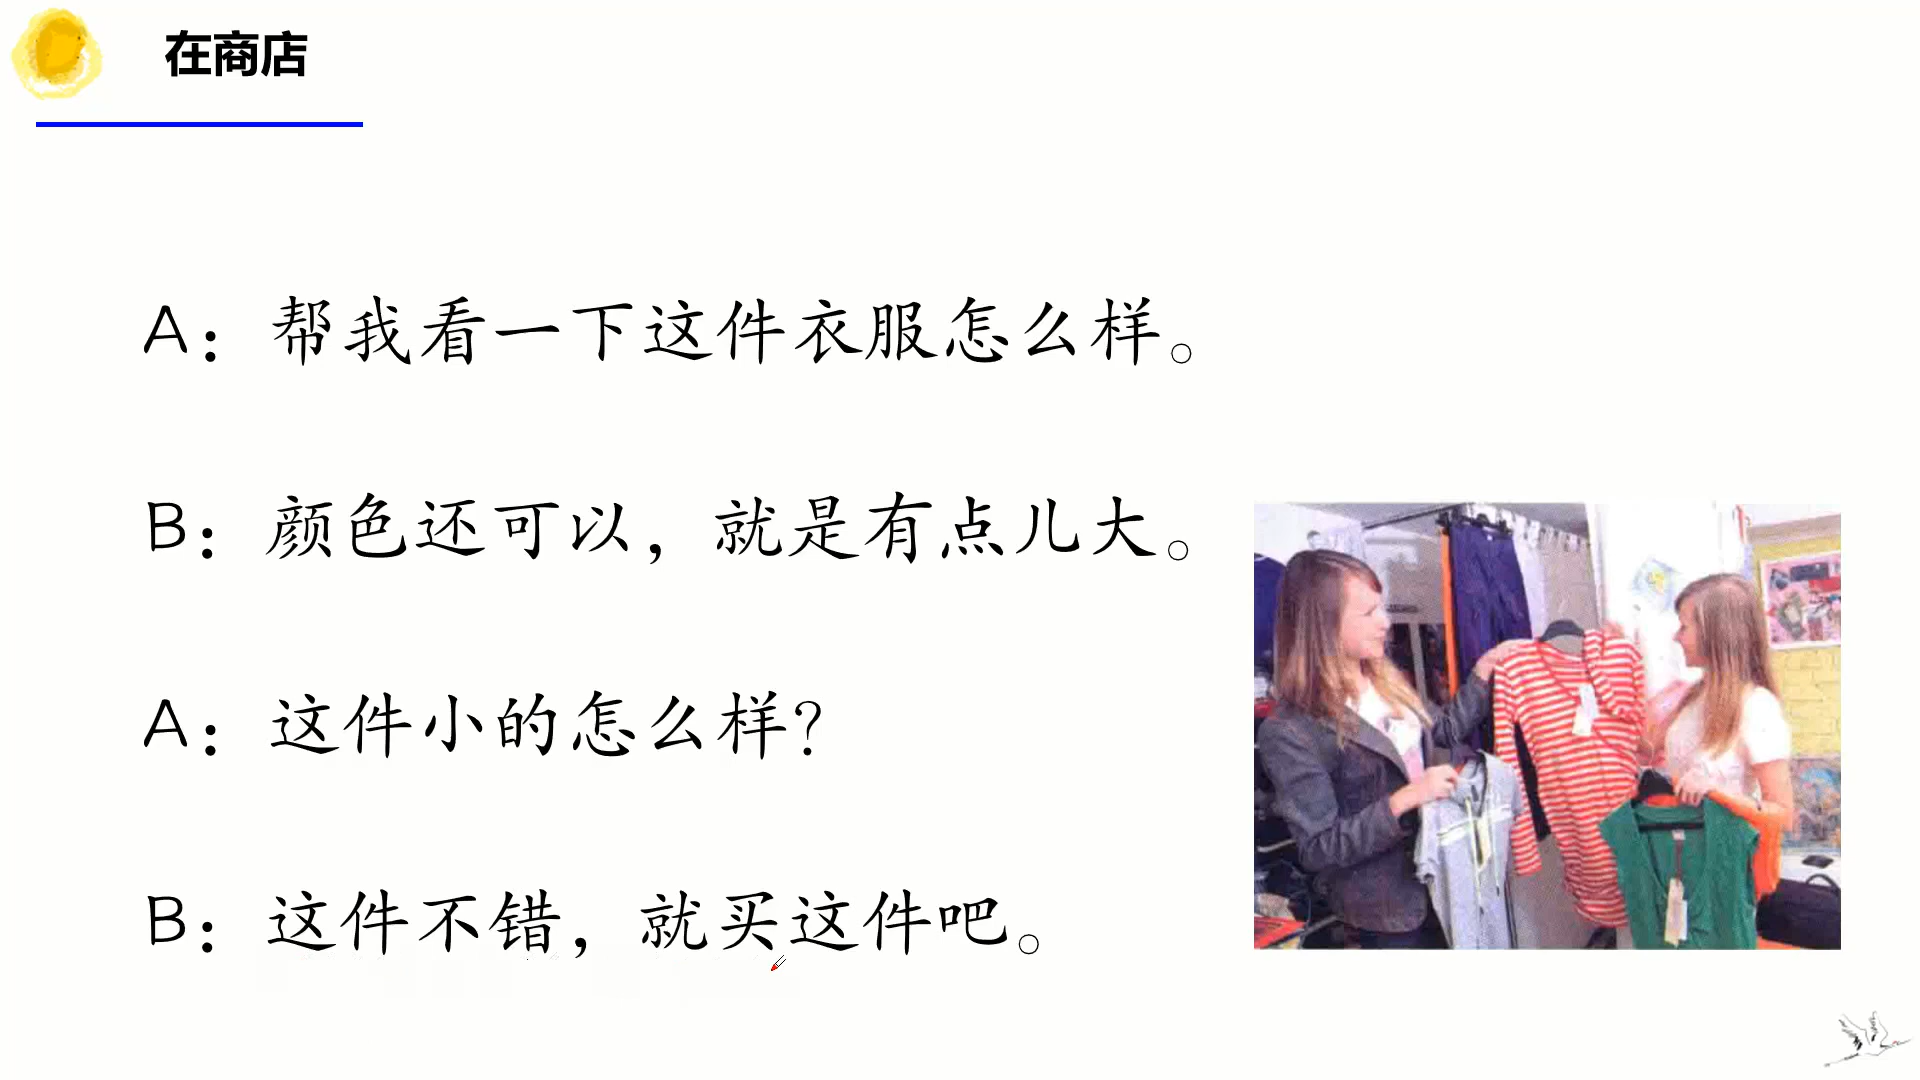 在商店
A：帮我看一下这件衣服怎么样。
B：颜色还可以，就是有点儿大。
A：这件小的怎么样？
B：这件不错，就买这件吧。